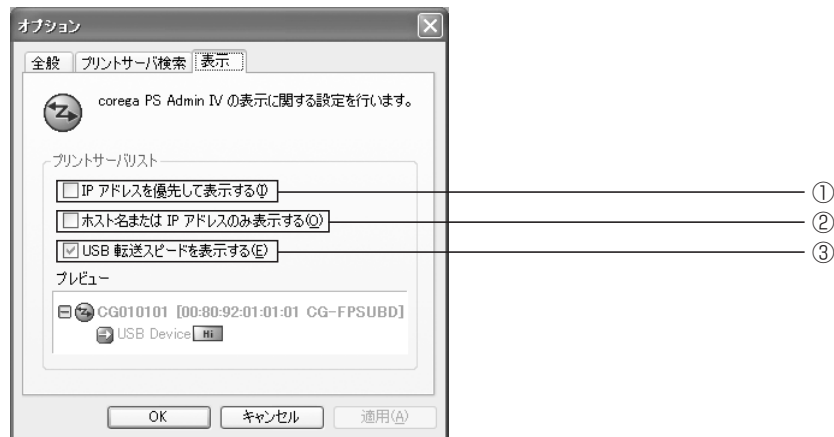 オプション
全般 プリントサーバ検索 表示
corega PS Admin IV の表示に関する設定を行います。
プリントサーバリスト
IP アドレスを優先して表示する(I) ①
ホスト名または IP アドレスのみ表示する(O) ②
USB 転送スピードを表示する(E) ③
プレビュー
CG010101 [00:80:92:01:01:01 CG-FPSUBD]
USB Device Hi
OK キャンセル 適用(A)